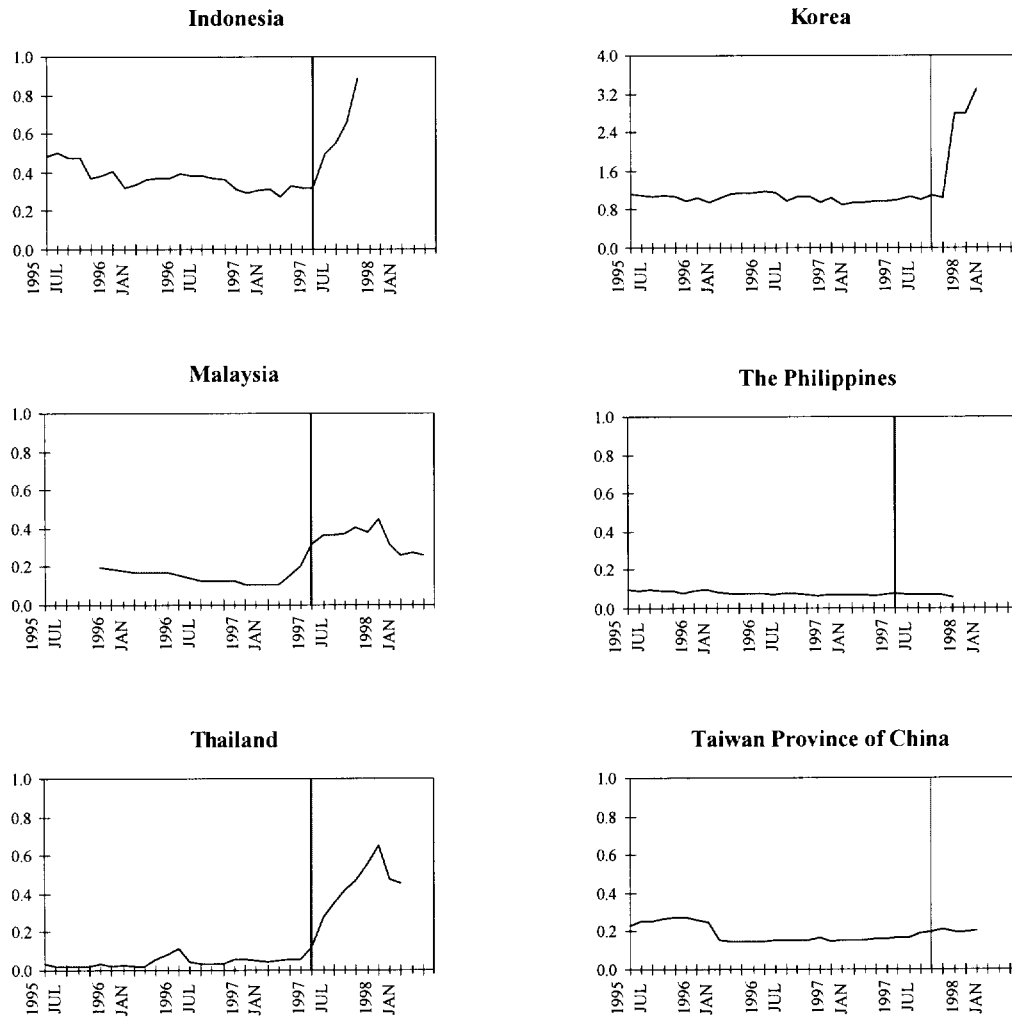 Indonesia
1.0
0.8
0.6
0.4
0.2
0.0
1995
JUL
1996
JAN
1996
JUL
1997
JAN
1997
JUL
1998
JAN
Korea
4.0
3.2
2.4
1.6
0.8
0.0
1995
JUL
1996
JAN
1996
JUL
1997
JAN
1997
JUL
1998
JAN
Malaysia
1.0
0.8
0.6
0.4
0.2
0.0
1995
JUL
1996
JAN
1996
JUL
1997
JAN
1997
JUL
1998
JAN
The Philippines
1.0
0.8
0.6
0.4
0.2
0.0
1995
JUL
1996
JAN
1996
JUL
1997
JAN
1997
JUL
1998
JAN
Thailand
1.0
0.8
0.6
0.4
0.2
0.0
1995
JUL
1996
JAN
1996
JUL
1997
JAN
1997
JUL
1998
JAN
Taiwan Province of China
1.0
0.8
0.6
0.4
0.2
0.0
1995
JUL
1996
JAN
1996
JUL
1997
JAN
1997
JUL
1998
JAN